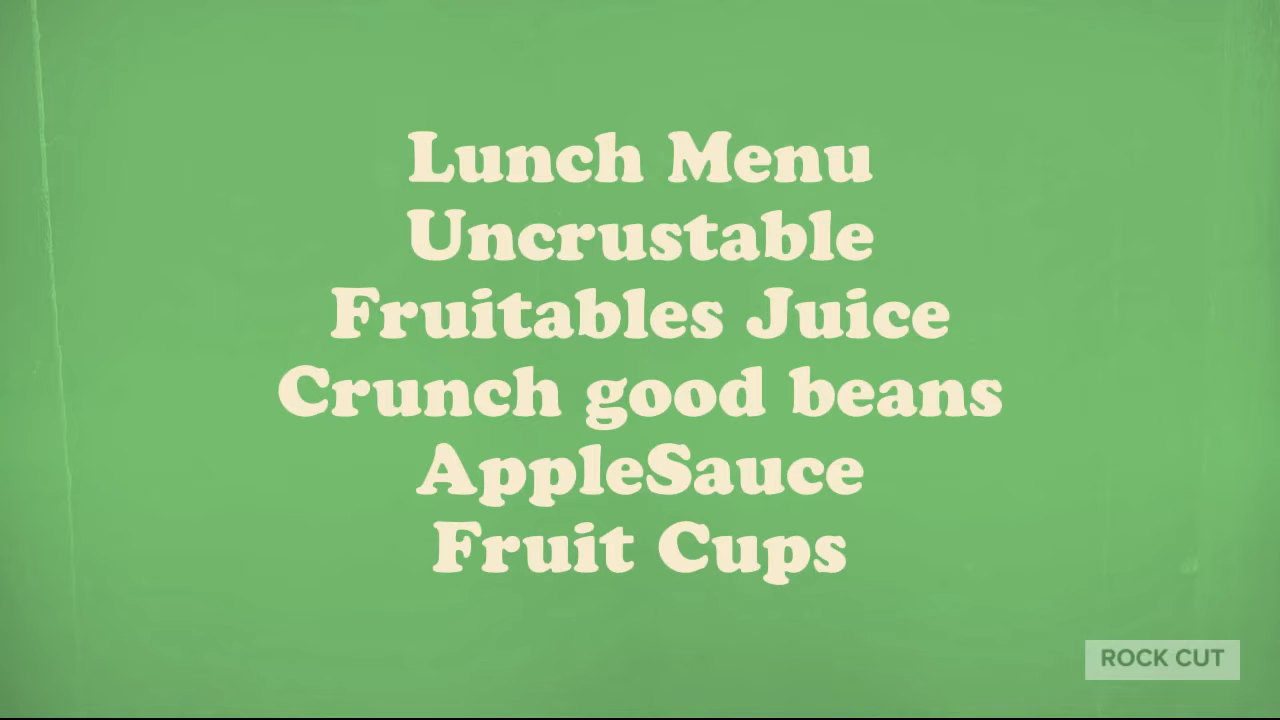 Lunch Menu
Uncrustable
Fruitables Juice
Crunch good beans
AppleSauce
Fruit Cups
ROCK CUT